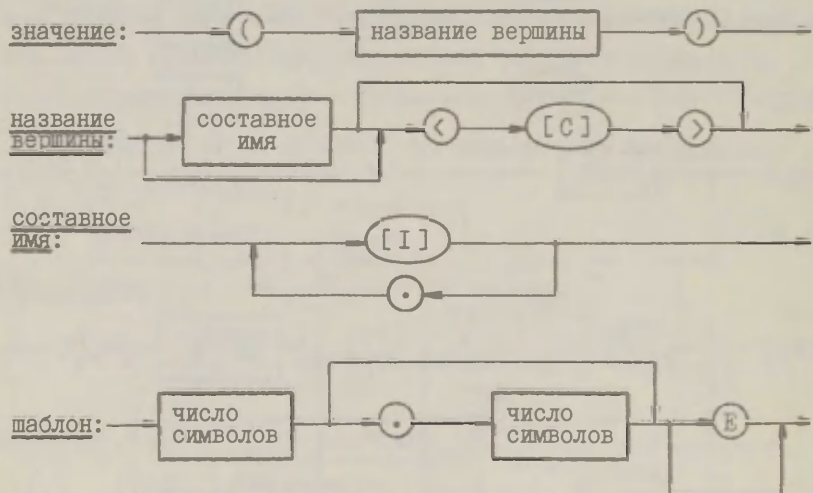 значение: ( название вершины )
название вершины: составное имя < [C] >
составное имя: [I]
.
шаблон: число символов . число символов E